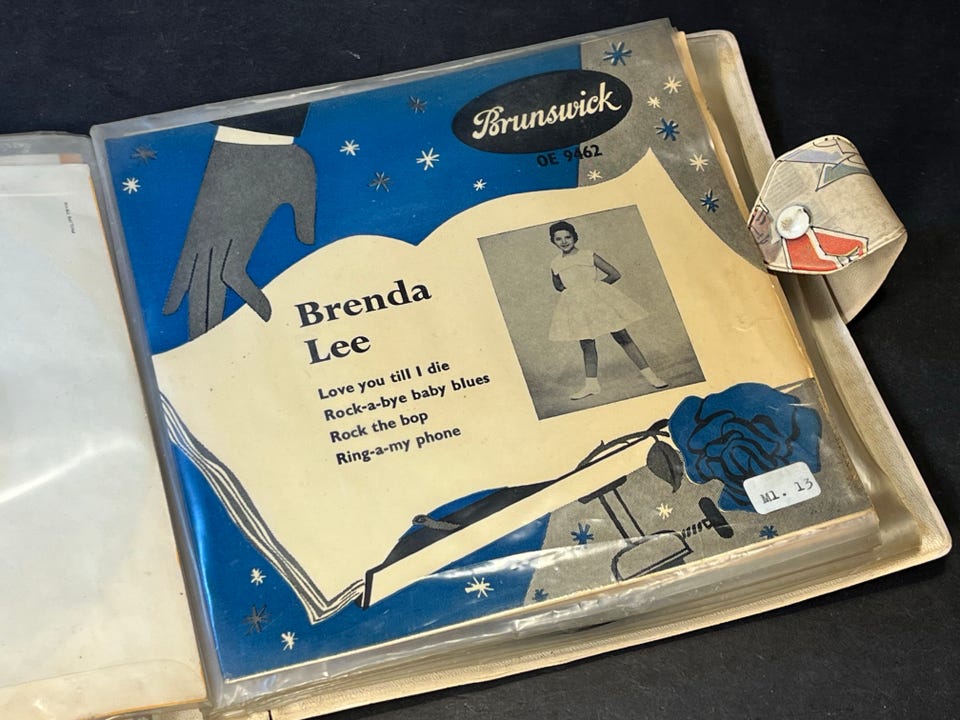 Brunswick
OE 9462
Brenda
Lee
Love you till I die
Rock-a-bye baby blues
Rock the bop
Ring-a-my phone
M1. 13